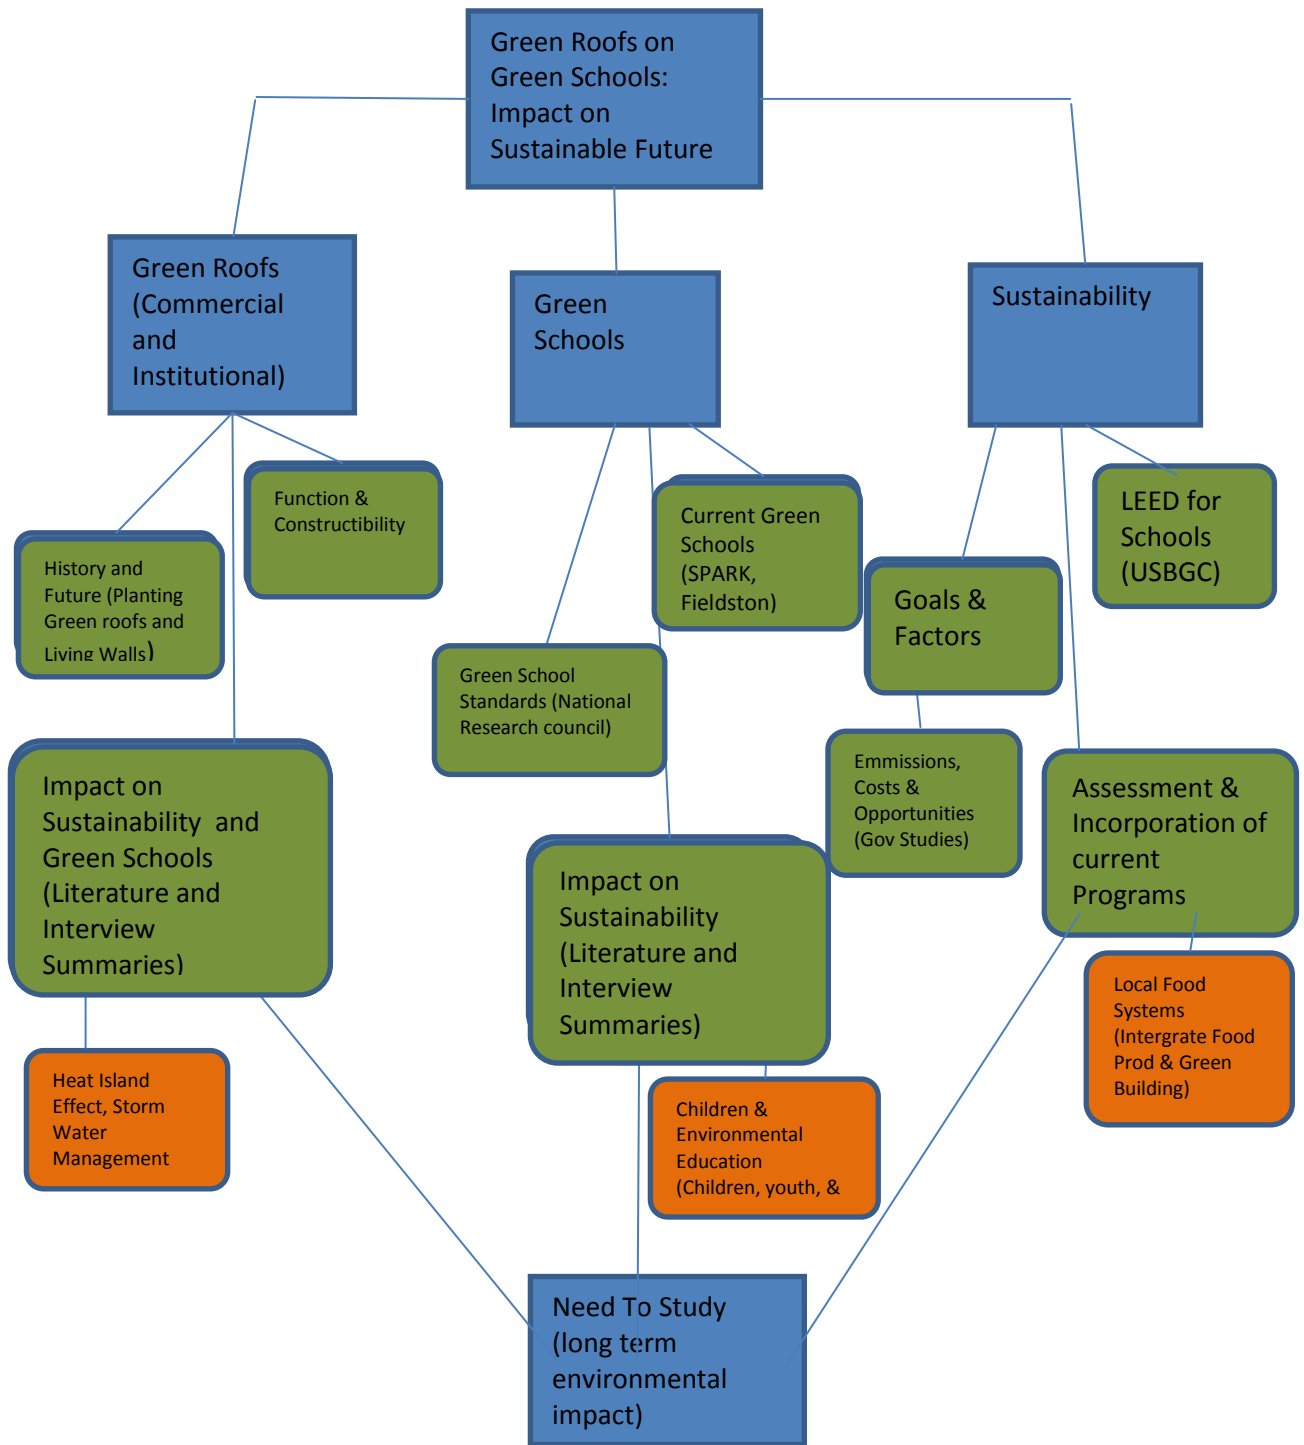 Green Roofs on
Green Schools:
Impact on
Sustainable Future
Green Roofs
(Commercial
and
Institutional)
Green
Schools
Sustainability
Function &
Constructibility
History and
Future (Planting
Green roofs and
Living Walls)
Current Green
Schools
(SPARK,
Fieldston)
Green School
Standards (National
Research council)
LEED for
Schools
(USBGC)
Goals &
Factors
Emmissions,
Costs &
Opportunities
(Gov Studies)
Impact on
Sustainability and
Green Schools
(Literature and
Interview
Summaries)
Impact on
Sustainability
(Literature and
Interview
Summaries)
Assessment &
Incorporation of
current
Programs
Heat Island
Effect, Storm
Water
Management
Children &
Environmental
Education
(Children, youth, &
Local Food
Systems
(Intergrate Food
Prod & Green
Building)
Need To Study
(long term
environmental
impact)